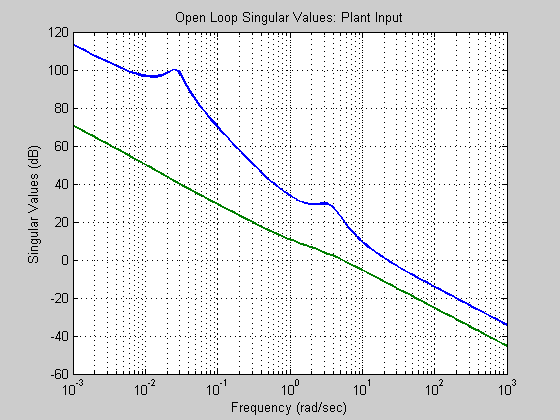 Open Loop Singular Values: Plant Input
120
100
80
60
40
20
0
-20
-40
-60
Singular Values (dB)
10^-3 10^-2 10^-1 10^0 10^1 10^2 10^3
Frequency (rad/sec)